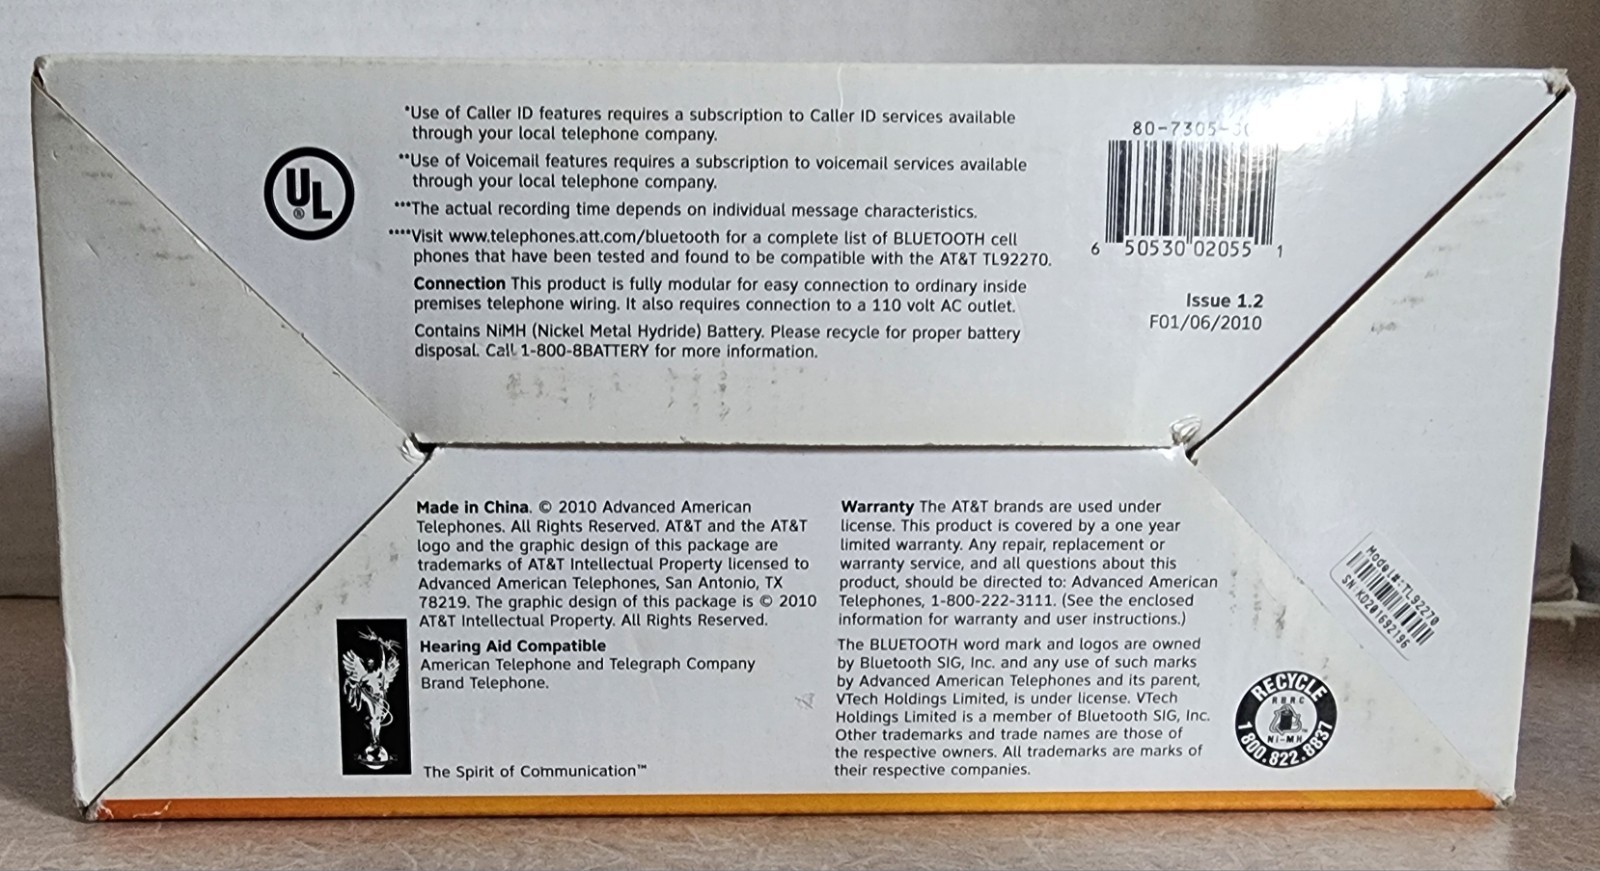 *Use of Caller ID features requires a subscription to Caller ID services available
through your local telephone company.
**Use of Voicemail features requires a subscription to voicemail services available
through your local telephone company.
***The actual recording time depends on individual message characteristics.
****Visit www.telephones.att.com/bluetooth for a complete list of BLUETOOTH cell
phones that have been tested and found to be compatible with the AT&T TL92270.
Connection This product is fully modular for easy connection to ordinary inside
premises telephone wiring. It also requires connection to a 110 volt AC outlet.
Contains NiMH (Nickel Metal Hydride) Battery. Please recycle for proper battery
disposal. Call 1-800-8BATTERY for more information.
UL
®
80-7305-
6 50530 02055 1
Issue 1.2
F01/06/2010
Made in China. © 2010 Advanced American
Telephones. All Rights Reserved. AT&T and the AT&T
logo and the graphic design of this package are
trademarks of AT&T Intellectual Property licensed to
Advanced American Telephones, San Antonio, TX
78219. The graphic design of this package is © 2010
AT&T Intellectual Property. All Rights Reserved.
Hearing Aid Compatible
American Telephone and Telegraph Company
Brand Telephone.
The Spirit of Communication™
Warranty The AT&T brands are used under
license. This product is covered by a one year
limited warranty. Any repair, replacement or
warranty service, and all questions about this
product, should be directed to: Advanced American
Telephones, 1-800-222-3111. (See the enclosed
information for warranty and user instructions.)
The BLUETOOTH word mark and logos are owned
by Bluetooth SIG, Inc. and any use of such marks
by Advanced American Telephones and its parent,
VTech Holdings Limited, is under license. VTech
Holdings Limited is a member of Bluetooth SIG, Inc.
Other trademarks and trade names are those of
the respective owners. All trademarks are marks of
their respective companies.
Model#:TL92270
SN:KD201692196
RECYCLE
RBRC
Ni-MH
1.800.822.8837